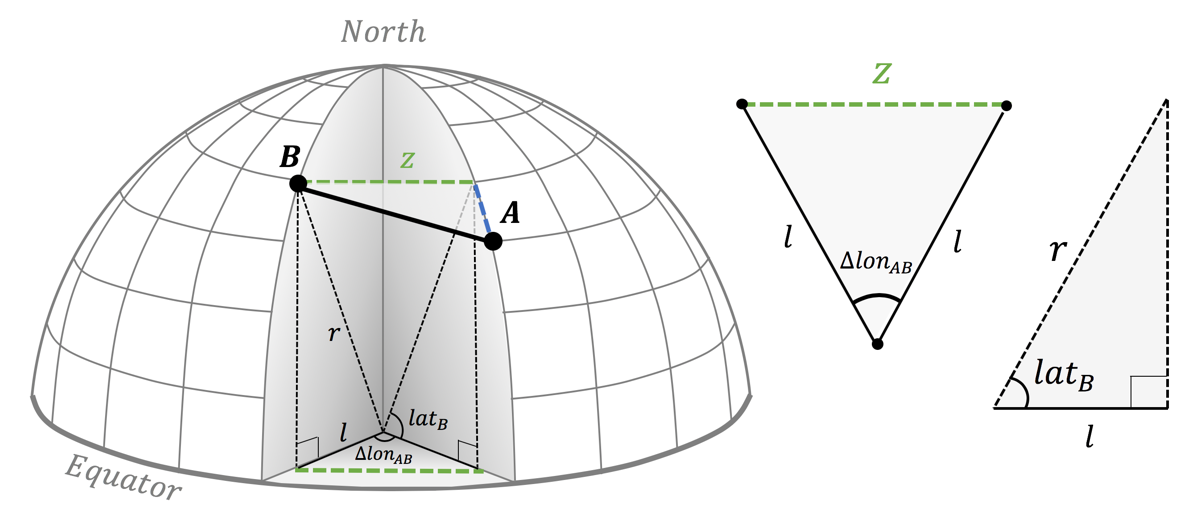 North
B
z
A
r
l
lat_B
Δlon_AB
Equator
z
l
l
Δlon_AB
r
lat_B
l